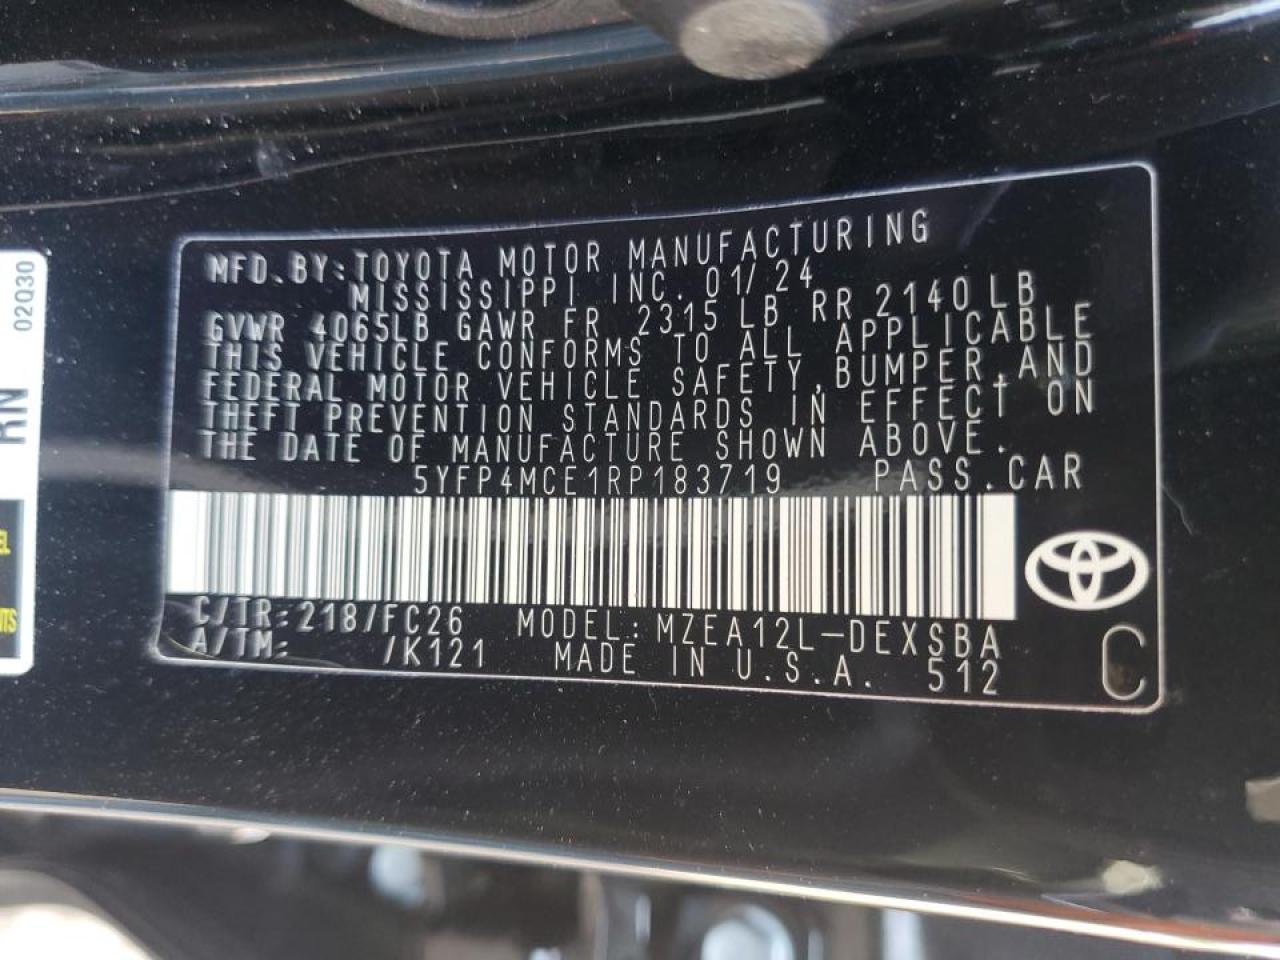 MFD.BY:TOYOTA MOTOR MANUFACTURING
MISSISSIPPI INC. 01/24
GVWR 4065LB GAWR FR 2315 LB RR 2140 LB
THIS VEHICLE CONFORMS TO ALL APPLICABLE
FEDERAL MOTOR VEHICLE SAFETY,BUMPER,AND
THEFT PREVENTION STANDARDS IN EFFECT ON
THE DATE OF MANUFACTURE SHOWN ABOVE.
5YFP4MCE1RP183719 PASS.CAR
C/TR:218/FC26 MODEL:MZEA12L-DEXSBA
A/TM: /K121 MADE IN U.S.A. 512
C
02Q30
RN